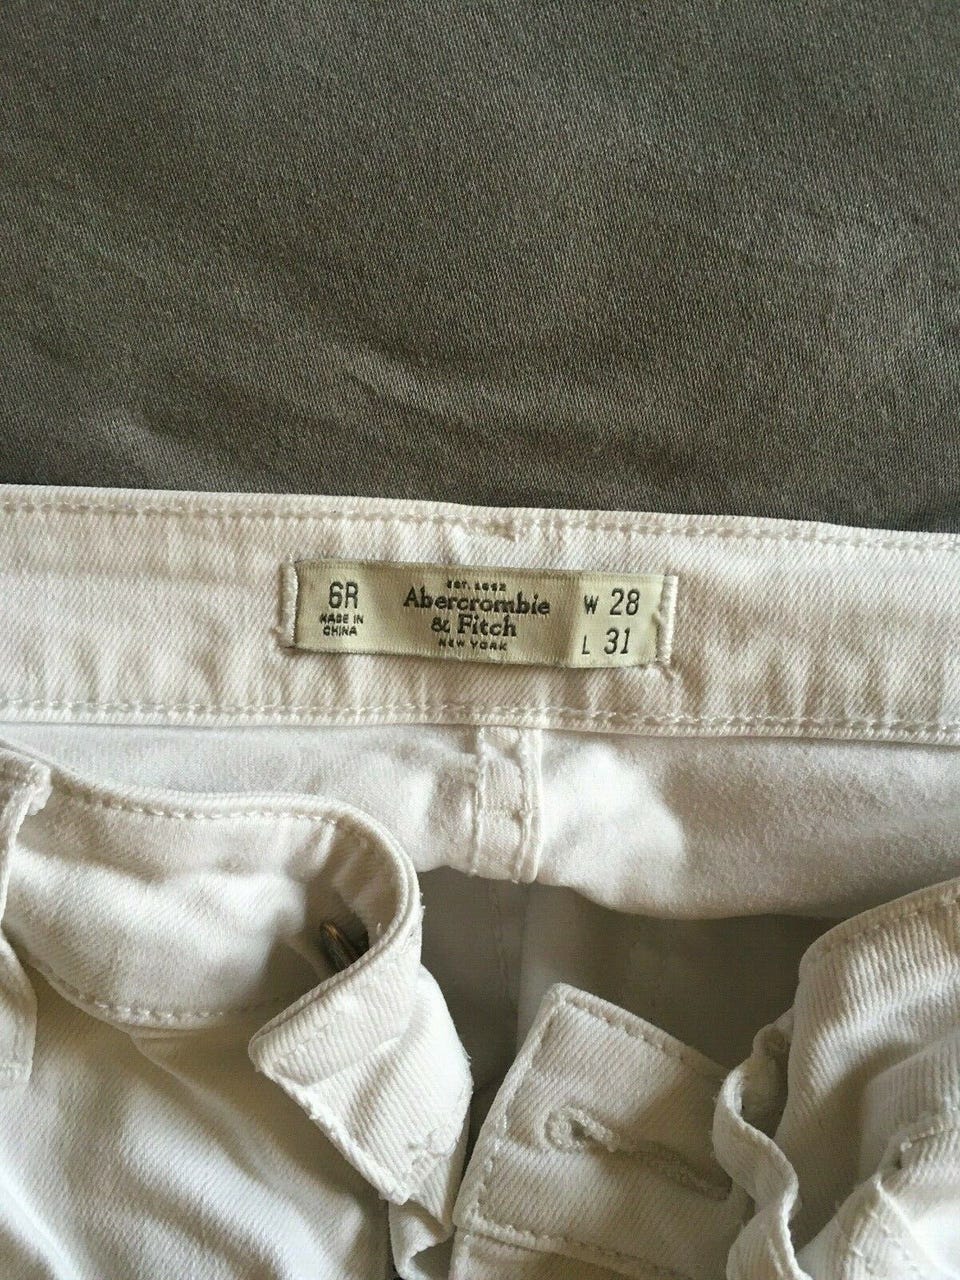 6R
MADE IN
CHINA
EST. 1892
Abercrombie
& Fitch
NEW YORK
W 28
L 31